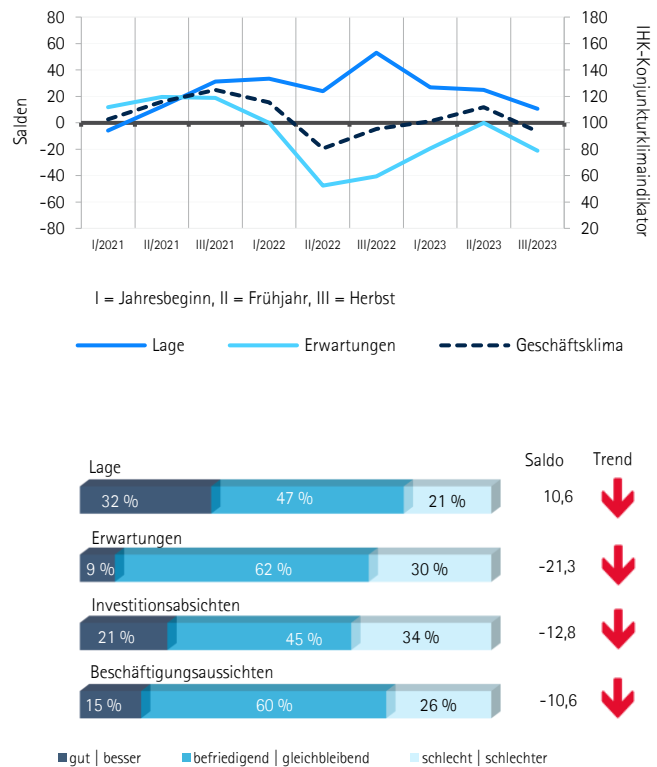 80 180
60 160
40 140
20 120
0 100
-20 80
-40 60
-60 40
-80 20
Salden
IHK-Konjunkturklimaindikator
I/2021 II/2021 III/2021 I/2022 II/2022 III/2022 I/2023 II/2023 III/2023
I = Jahresbeginn, II = Frühjahr, III = Herbst
Lage Erwartungen Geschäftsklima
Saldo Trend
Lage
32 % 47 % 21 % 10,6
Erwartungen
9 % 62 % 30 % -21,3
Investitionsabsichten
21 % 45 % 34 % -12,8
Beschäftigungsaussichten
15 % 60 % 26 % -10,6
gut | besser befriedigend | gleichbleibend schlecht | schlechter